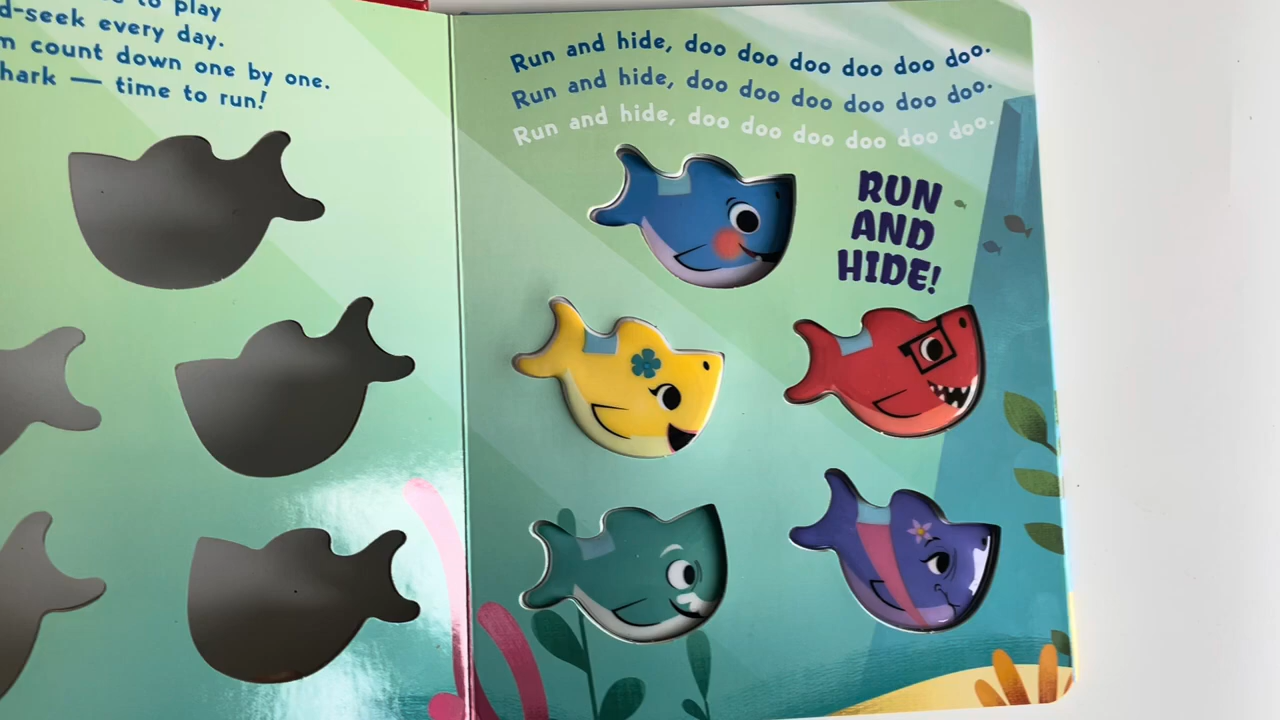 to play
d-seek every day.
m count down one by one.
hark — time to run!
Run and hide, doo doo doo doo doo doo.
Run and hide, doo doo doo doo doo doo.
Run and hide, doo doo doo doo doo doo.
RUN
AND
HIDE!